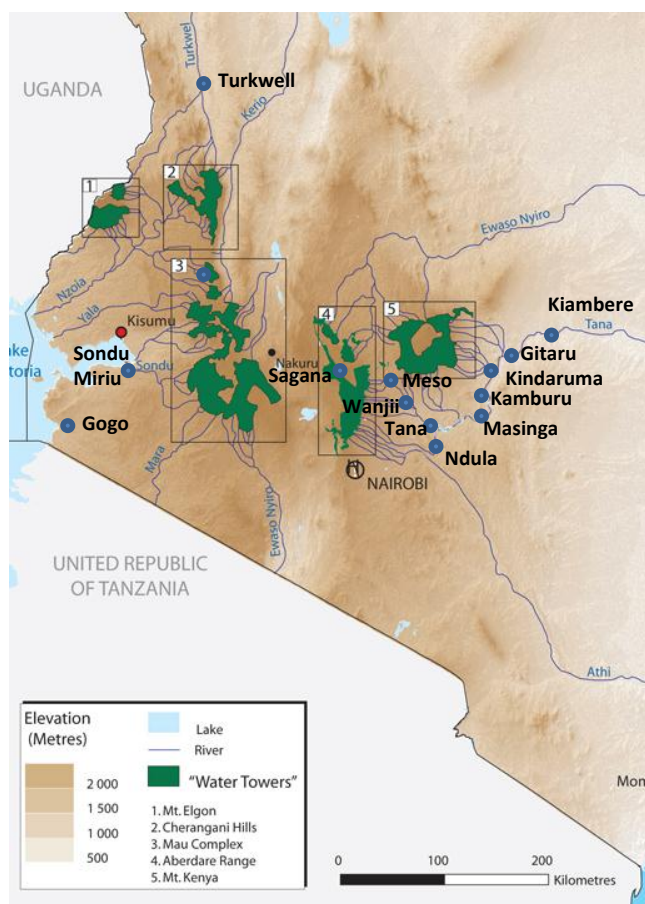 UGANDA
Turkwel
Turkwell
Kerio
2
1
Ewaso Nyiro
3
Nzoia
4
5
Kiambere
Yala
Kisumu
Tana
Lake
toria
Gitaru
Sondu
Miriu
Sondu
Nakuru
Sagana
Meso
Kindaruma
Kamburu
Wanjii
Gogo
Tana
Masinga
Mara
Ndula
NAIROBI
Ewaso Nyiro
UNITED REPUBLIC
OF TANZANIA
Athi
Elevation
(Metres)
2 000
1 500
1 000
500
Lake
River
"Water Towers"
1. Mt. Elgon
2. Cherangani Hills
3. Mau Complex
4. Aberdare Range
5. Mt. Kenya
Mom
0 100 200
Kilometres